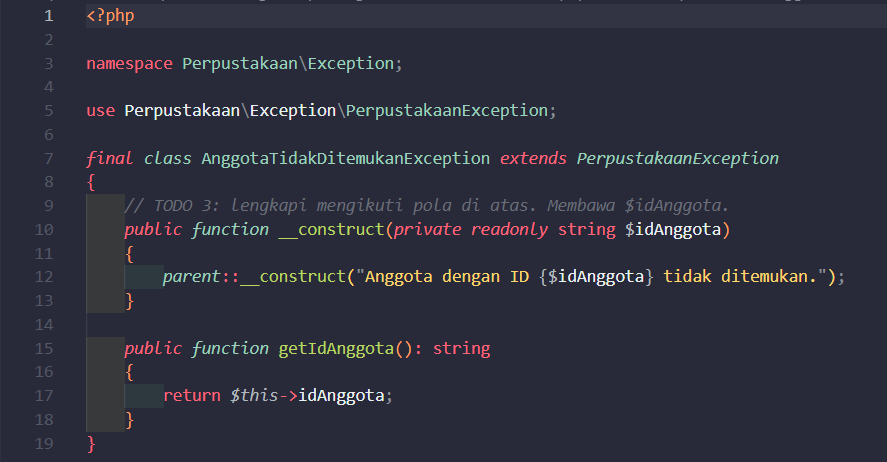 1 <?php
2
3 namespace Perpustakaan\Exception;
4
5 use Perpustakaan\Exception\PerpustakaanException;
6
7 final class AnggotaTidakDitemukanException extends PerpustakaanException
8 {
9     // TODO 3: lengkapi mengikuti pola di atas. Membawa $idAnggota.
10     public function __construct(private readonly string $idAnggota)
11     {
12         parent::__construct("Anggota dengan ID {$idAnggota} tidak ditemukan.");
13     }
14
15     public function getIdAnggota(): string
16     {
17         return $this->idAnggota;
18     }
19 }